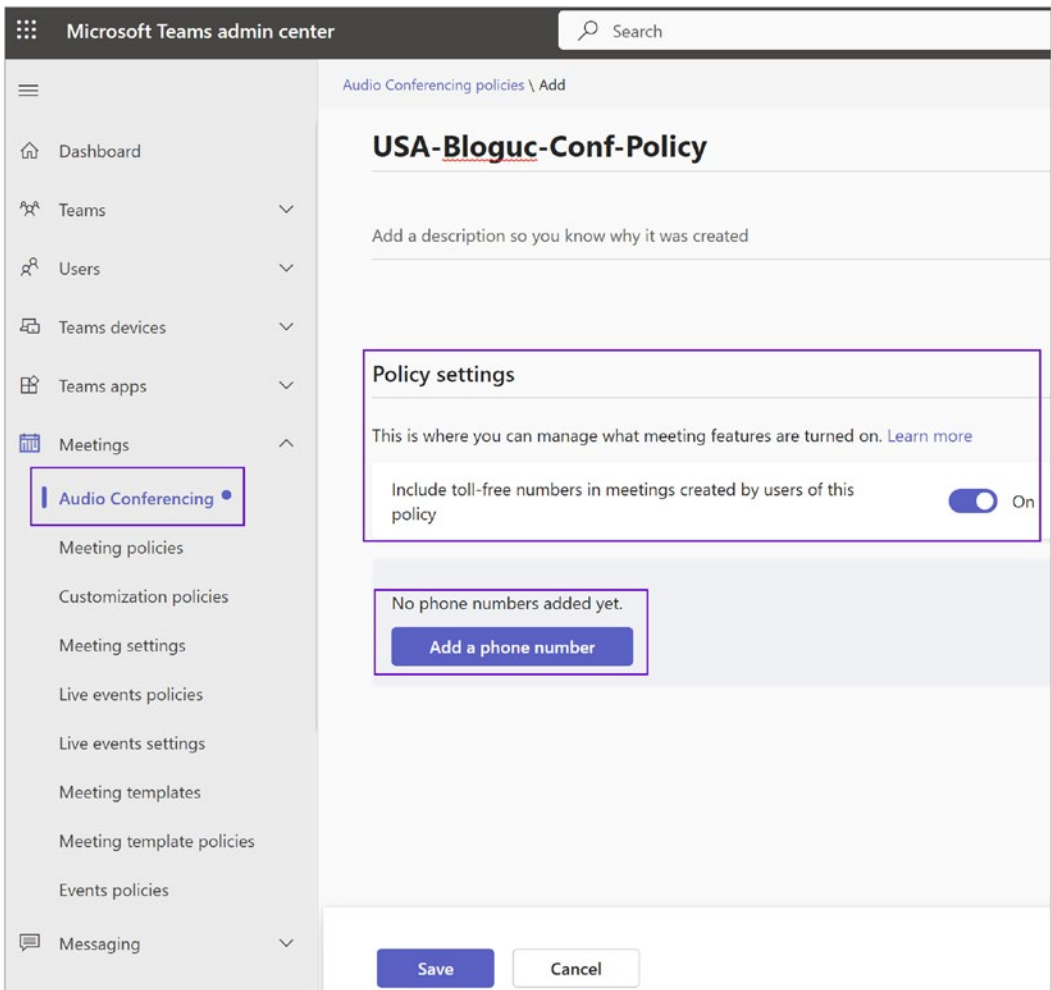 Microsoft Teams admin center
Search
Audio Conferencing policies \ Add
Dashboard
Teams
Users
Teams devices
Teams apps
Meetings
Audio Conferencing
Meeting policies
Customization policies
Meeting settings
Live events policies
Live events settings
Meeting templates
Meeting template policies
Events policies
Messaging
USA-Bloguc-Conf-Policy
Add a description so you know why it was created
Policy settings
This is where you can manage what meeting features are turned on. Learn more
Include toll-free numbers in meetings created by users of this
policy
On
No phone numbers added yet.
Add a phone number
Save
Cancel